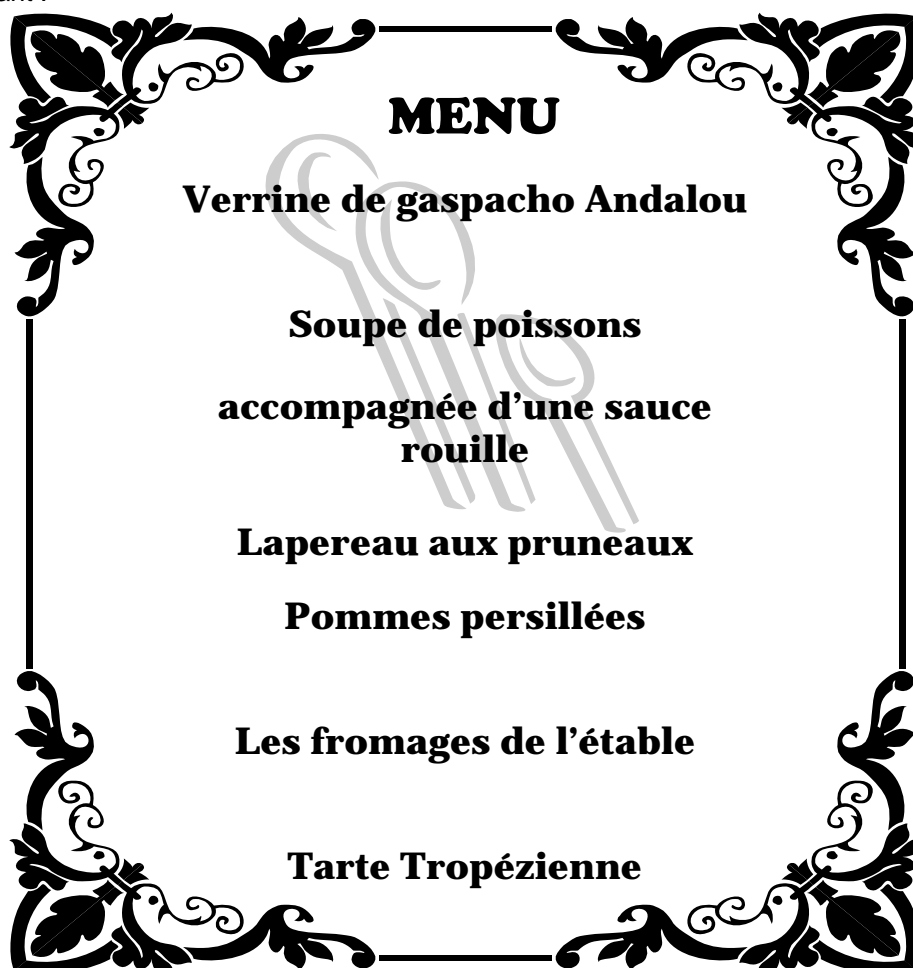 MENU
Verrine de gaspacho Andalou
Soupe de poissons
accompagnée d’une sauce
rouille
Lapereau aux pruneaux
Pommes persillées
Les fromages de l’étable
Tarte Tropézienne